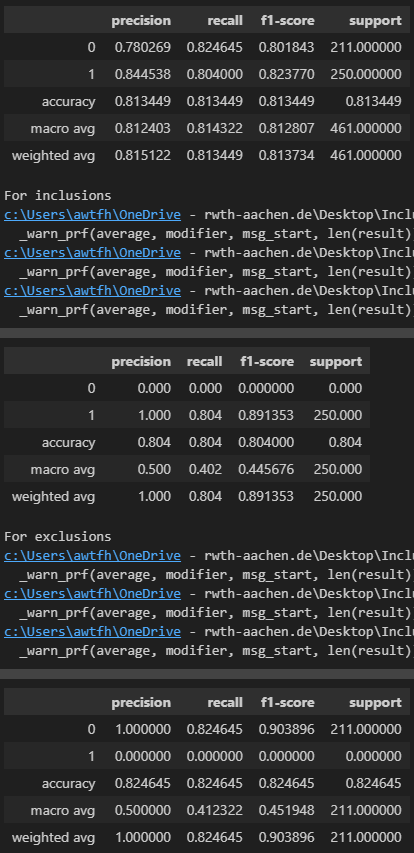 precision recall f1-score support
0 0.780269 0.824645 0.801843 211.000000
1 0.844538 0.804000 0.823770 250.000000
accuracy 0.813449 0.813449 0.813449 0.813449
macro avg 0.812403 0.814322 0.812807 461.000000
weighted avg 0.815122 0.813449 0.813734 461.000000
For inclusions
c:\Users\awtfh\OneDrive - rwth-aachen.de\Desktop\Inclu
_warn_prf(average, modifier, msg_start, len(result)
c:\Users\awtfh\OneDrive - rwth-aachen.de\Desktop\Inclu
_warn_prf(average, modifier, msg_start, len(result)
c:\Users\awtfh\OneDrive - rwth-aachen.de\Desktop\Inclu
_warn_prf(average, modifier, msg_start, len(result)
precision recall f1-score support
0 0.000 0.000 0.000000 0.000
1 1.000 0.804 0.891353 250.000
accuracy 0.804 0.804 0.804000 0.804
macro avg 0.500 0.402 0.445676 250.000
weighted avg 1.000 0.804 0.891353 250.000
For exclusions
c:\Users\awtfh\OneDrive - rwth-aachen.de\Desktop\Inclu
_warn_prf(average, modifier, msg_start, len(result)
c:\Users\awtfh\OneDrive - rwth-aachen.de\Desktop\Inclu
_warn_prf(average, modifier, msg_start, len(result)
c:\Users\awtfh\OneDrive - rwth-aachen.de\Desktop\Inclu
_warn_prf(average, modifier, msg_start, len(result)
precision recall f1-score support
0 1.000000 0.824645 0.903896 211.000000
1 0.000000 0.000000 0.000000 0.000000
accuracy 0.824645 0.824645 0.824645 0.824645
macro avg 0.500000 0.412322 0.451948 211.000000
weighted avg 1.000000 0.824645 0.903896 211.000000